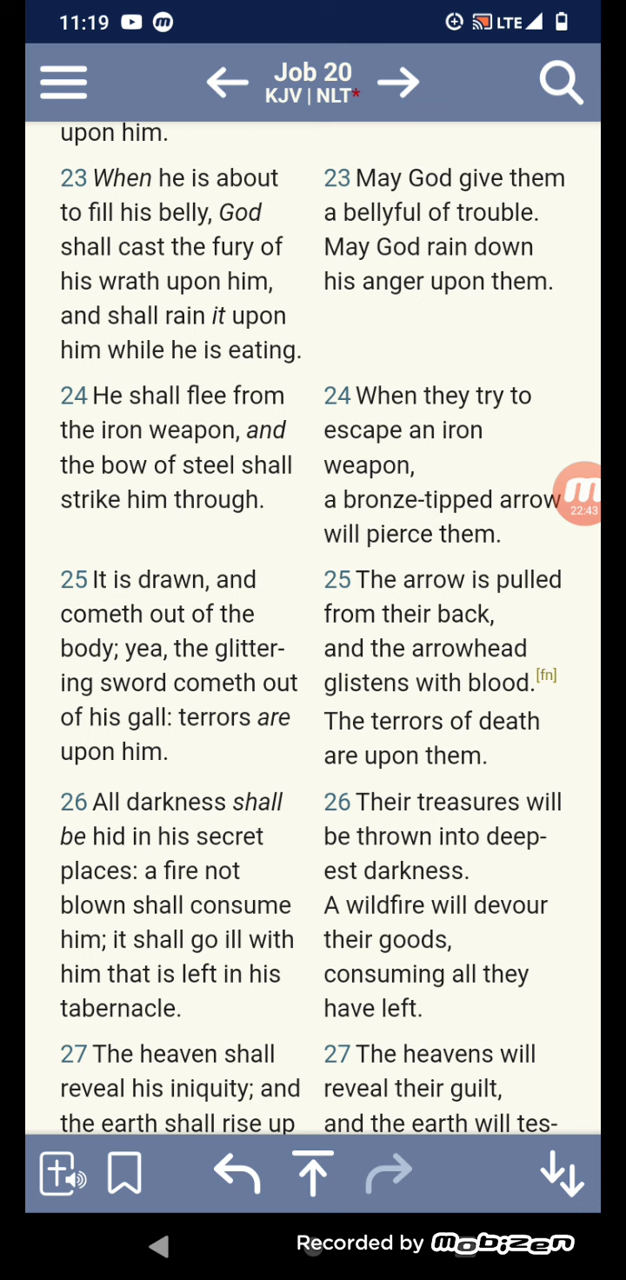 11:19
LTE
Job 20
KJV | NLT*
upon him.
23 When he is about
to fill his belly, God
shall cast the fury of
his wrath upon him,
and shall rain it upon
him while he is eating.
23 May God give them
a bellyful of trouble.
May God rain down
his anger upon them.
24 He shall flee from
the iron weapon, and
the bow of steel shall
strike him through.
24 When they try to
escape an iron
weapon,
a bronze-tipped arrow
will pierce them.
m
22:43
25 It is drawn, and
cometh out of the
body; yea, the glitter-
ing sword cometh out
of his gall: terrors are
upon him.
25 The arrow is pulled
from their back,
and the arrowhead
glistens with blood.[fn]
The terrors of death
are upon them.
26 All darkness shall
be hid in his secret
places: a fire not
blown shall consume
him; it shall go ill with
him that is left in his
tabernacle.
26 Their treasures will
be thrown into deep-
est darkness.
A wildfire will devour
their goods,
consuming all they
have left.
27 The heaven shall
reveal his iniquity; and
the earth shall rise up
27 The heavens will
reveal their guilt,
and the earth will tes-
Recorded by mobizen